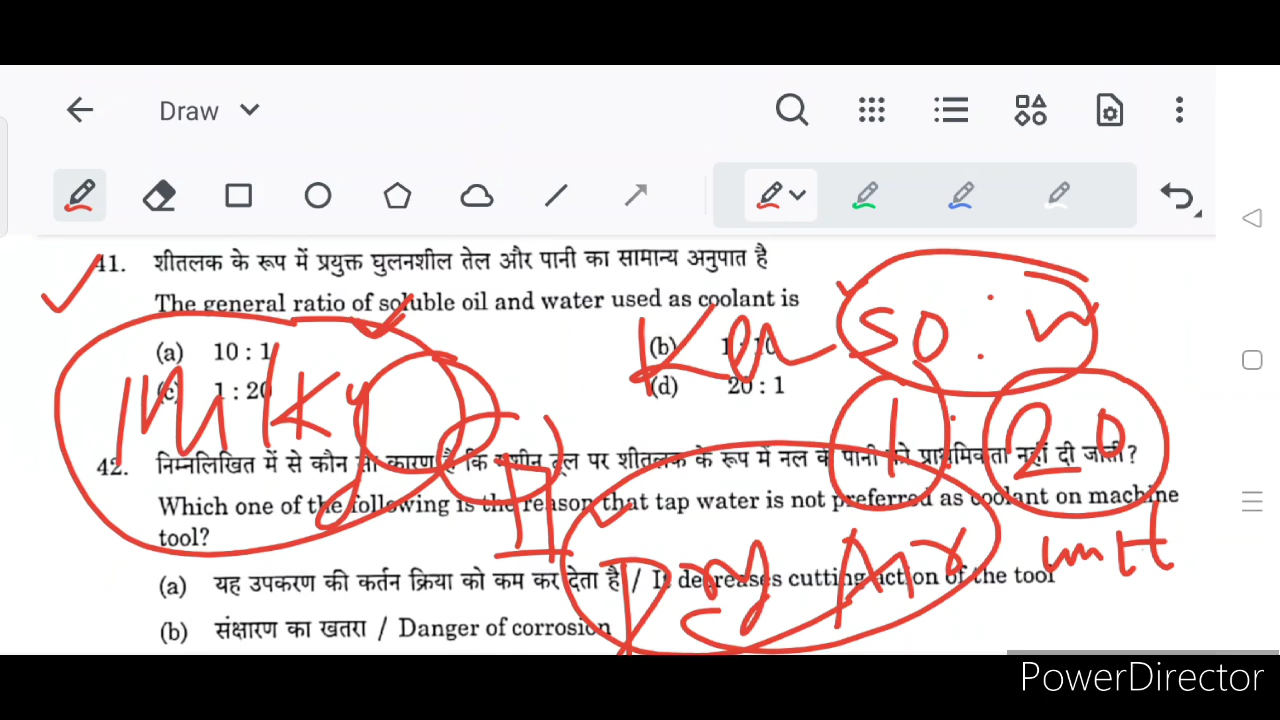 Draw
41. शीतलक के रूप में प्रयुक्त घुलनशील तेल और पानी का सामान्य अनुपात है
The general ratio of soluble oil and water used as coolant is
(a) 10 : 1 (b) 1 : 10
(c) 1 : 20 (d) 20 : 1
Milky
so : w
1 : 20
42. निम्नलिखित में से कौन सा कारण है कि मशीन टूल पर शीतलक के रूप में नल के पानी को प्राथमिकता नहीं दी जाती?
Which one of the following is the reason that tap water is not preferred as coolant on machine
tool?
(a) यह उपकरण की कर्तन क्रिया को कम कर देता है / It decreases cutting action of the tool
(b) संक्षारण का खतरा / Danger of corrosion
PowerDirector